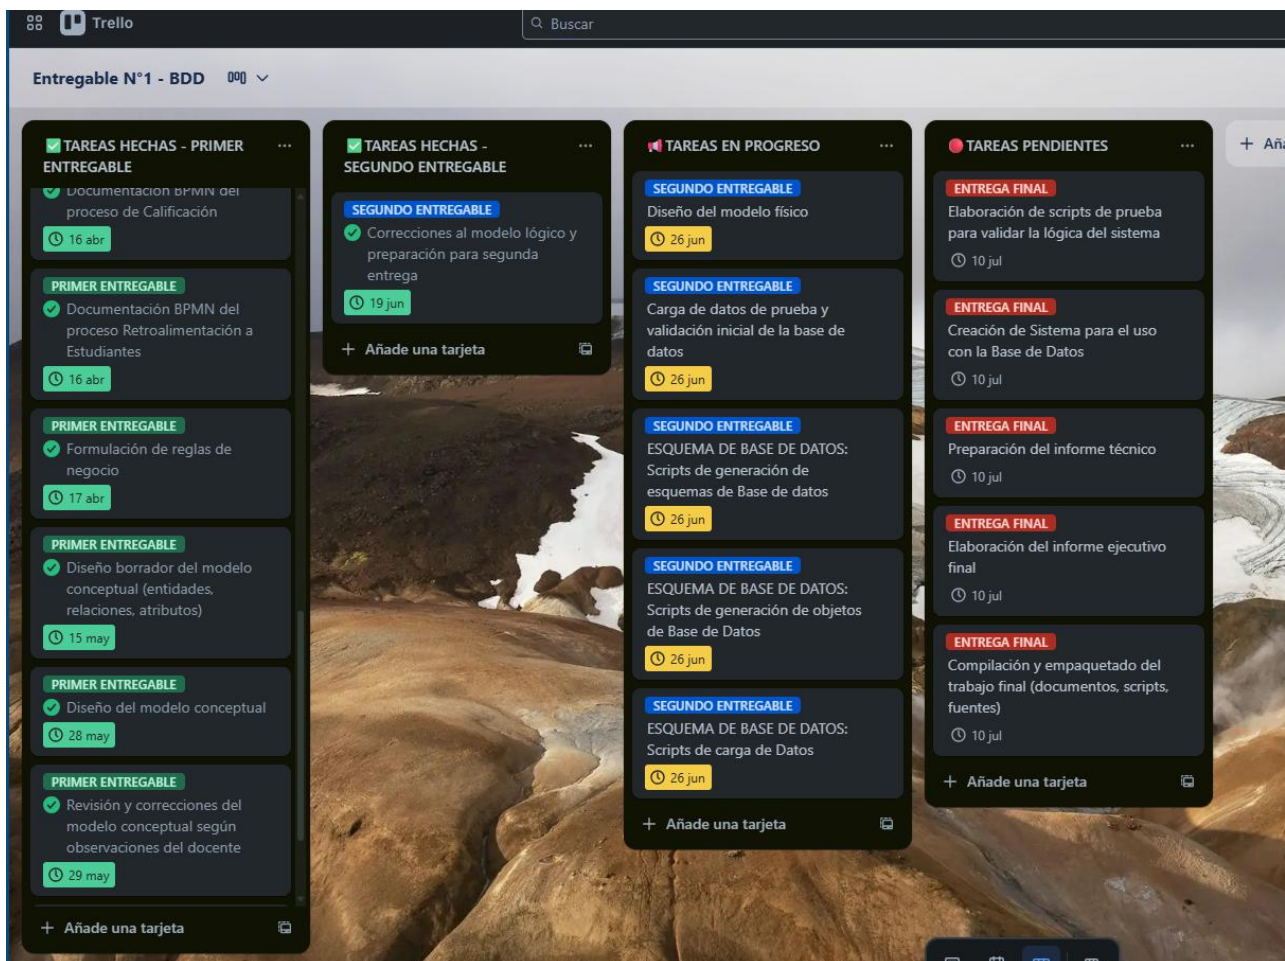 Trello
Buscar
Entregable N°1 - BDD
TAREAS HECHAS - PRIMER
ENTREGABLE
Documentación BPMN del
proceso de Calificación
16 abr
PRIMER ENTREGABLE
Documentación BPMN del
proceso Retroalimentación a
Estudiantes
16 abr
PRIMER ENTREGABLE
Formulación de reglas de
negocio
17 abr
PRIMER ENTREGABLE
Diseño borrador del modelo
conceptual (entidades,
relaciones, atributos)
15 may
PRIMER ENTREGABLE
Diseño del modelo conceptual
28 may
PRIMER ENTREGABLE
Revisión y correcciones del
modelo conceptual según
observaciones del docente
29 may
+ Añade una tarjeta
TAREAS HECHAS -
SEGUNDO ENTREGABLE
SEGUNDO ENTREGABLE
Correcciones al modelo lógico y
preparación para segunda
entrega
19 jun
+ Añade una tarjeta
TAREAS EN PROGRESO
SEGUNDO ENTREGABLE
Diseño del modelo físico
26 jun
SEGUNDO ENTREGABLE
Carga de datos de prueba y
validación inicial de la base de
datos
26 jun
SEGUNDO ENTREGABLE
ESQUEMA DE BASE DE DATOS:
Scripts de generación de
esquemas de Base de datos
26 jun
SEGUNDO ENTREGABLE
ESQUEMA DE BASE DE DATOS:
Scripts de generación de objetos
de Base de Datos
26 jun
SEGUNDO ENTREGABLE
ESQUEMA DE BASE DE DATOS:
Scripts de carga de Datos
26 jun
+ Añade una tarjeta
TAREAS PENDIENTES
ENTREGA FINAL
Elaboración de scripts de prueba
para validar la lógica del sistema
10 jul
ENTREGA FINAL
Creación de Sistema para el uso
con la Base de Datos
10 jul
ENTREGA FINAL
Preparación del informe técnico
10 jul
ENTREGA FINAL
Elaboración del informe ejecutivo
final
10 jul
ENTREGA FINAL
Compilación y empaquetado del
trabajo final (documentos, scripts,
fuentes)
10 jul
+ Añade una tarjeta